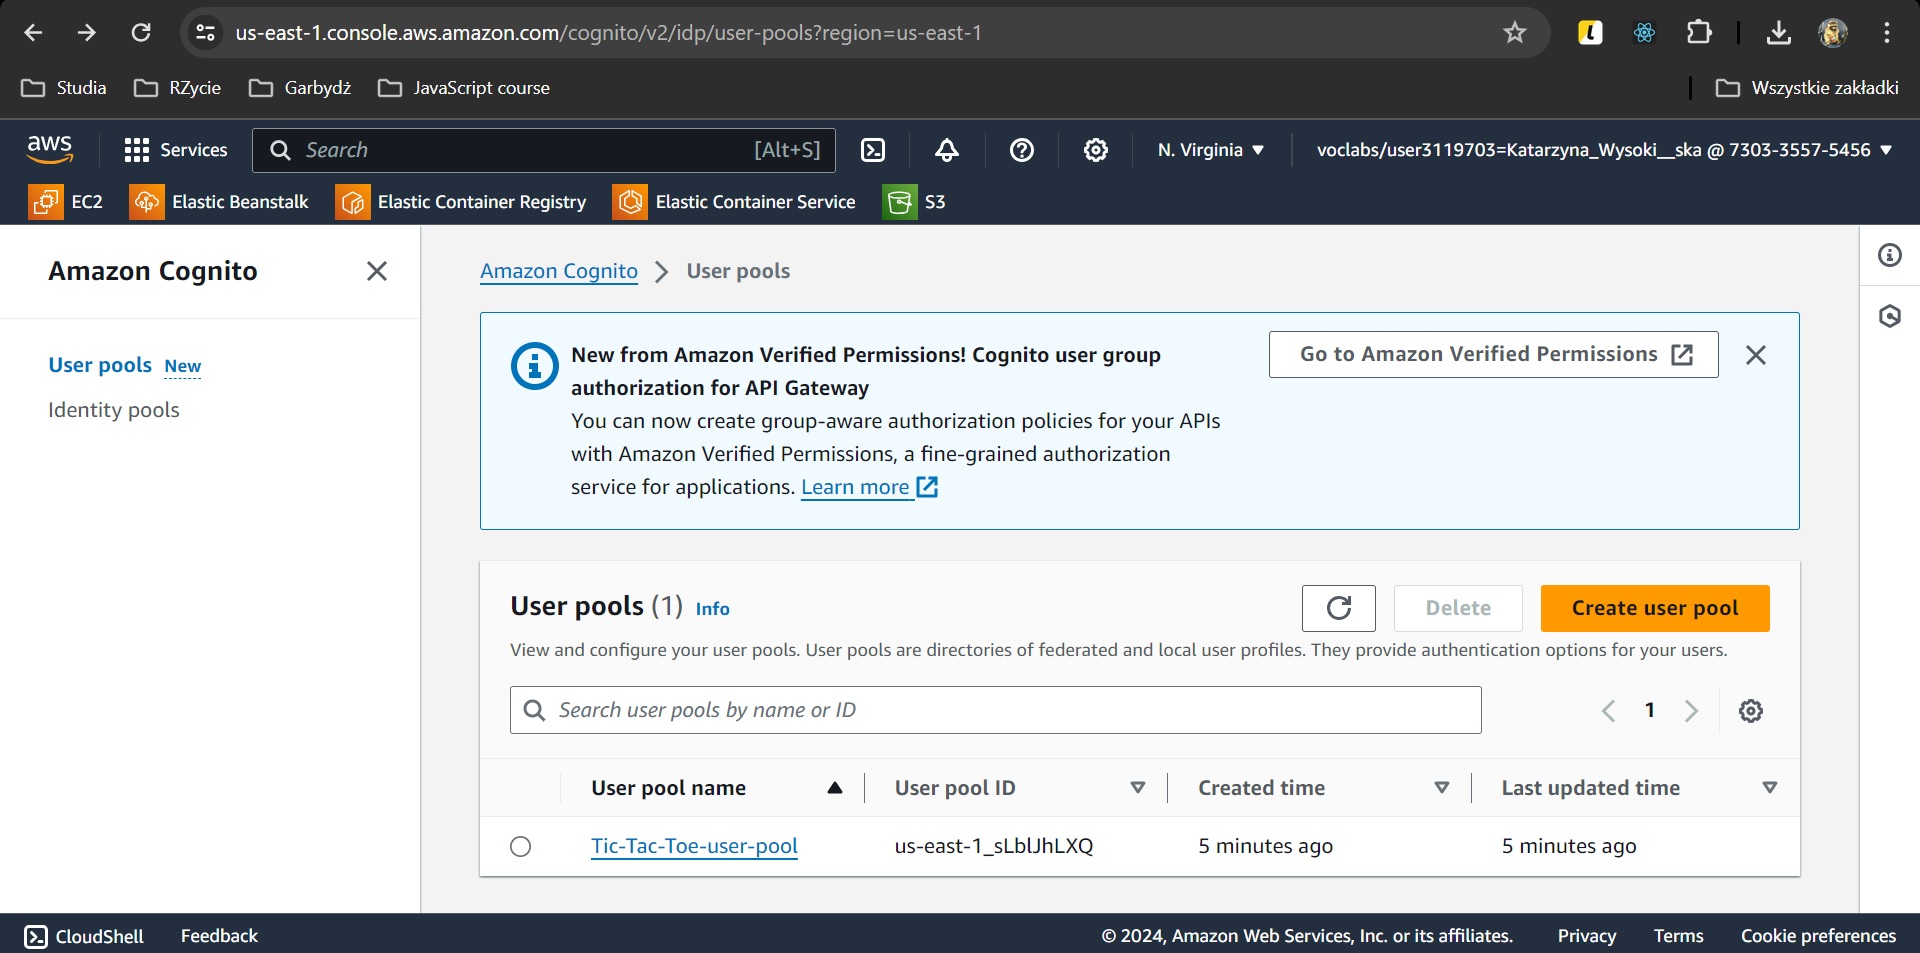 us-east-1.console.aws.amazon.com/cognito/v2/idp/user-pools?region=us-east-1
Studia
RZycie
Garbydż
JavaScript course
Wszystkie zakładki
aws
Services
Search
[Alt+S]
N. Virginia
voclabs/user3119703=Katarzyna_Wysoki__ska @ 7303-3557-5456
EC2
Elastic Beanstalk
Elastic Container Registry
Elastic Container Service
S3
Amazon Cognito
User pools New
Identity pools
Amazon Cognito
User pools
New from Amazon Verified Permissions! Cognito user group
authorization for API Gateway
You can now create group-aware authorization policies for your APIs
with Amazon Verified Permissions, a fine-grained authorization
service for applications. Learn more
Go to Amazon Verified Permissions
User pools (1) Info
Delete
Create user pool
View and configure your user pools. User pools are directories of federated and local user profiles. They provide authentication options for your users.
Search user pools by name or ID
1
User pool name
User pool ID
Created time
Last updated time
Tic-Tac-Toe-user-pool
us-east-1_sLblJhLXQ
5 minutes ago
5 minutes ago
CloudShell
Feedback
© 2024, Amazon Web Services, Inc. or its affiliates.
Privacy
Terms
Cookie preferences